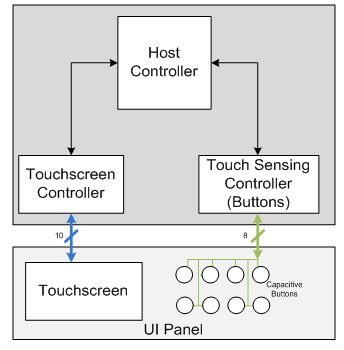 Host
Controller
Touchscreen
Controller
Touch Sensing
Controller
(Buttons)
10
8
Touchscreen
Capacitive
Buttons
UI Panel